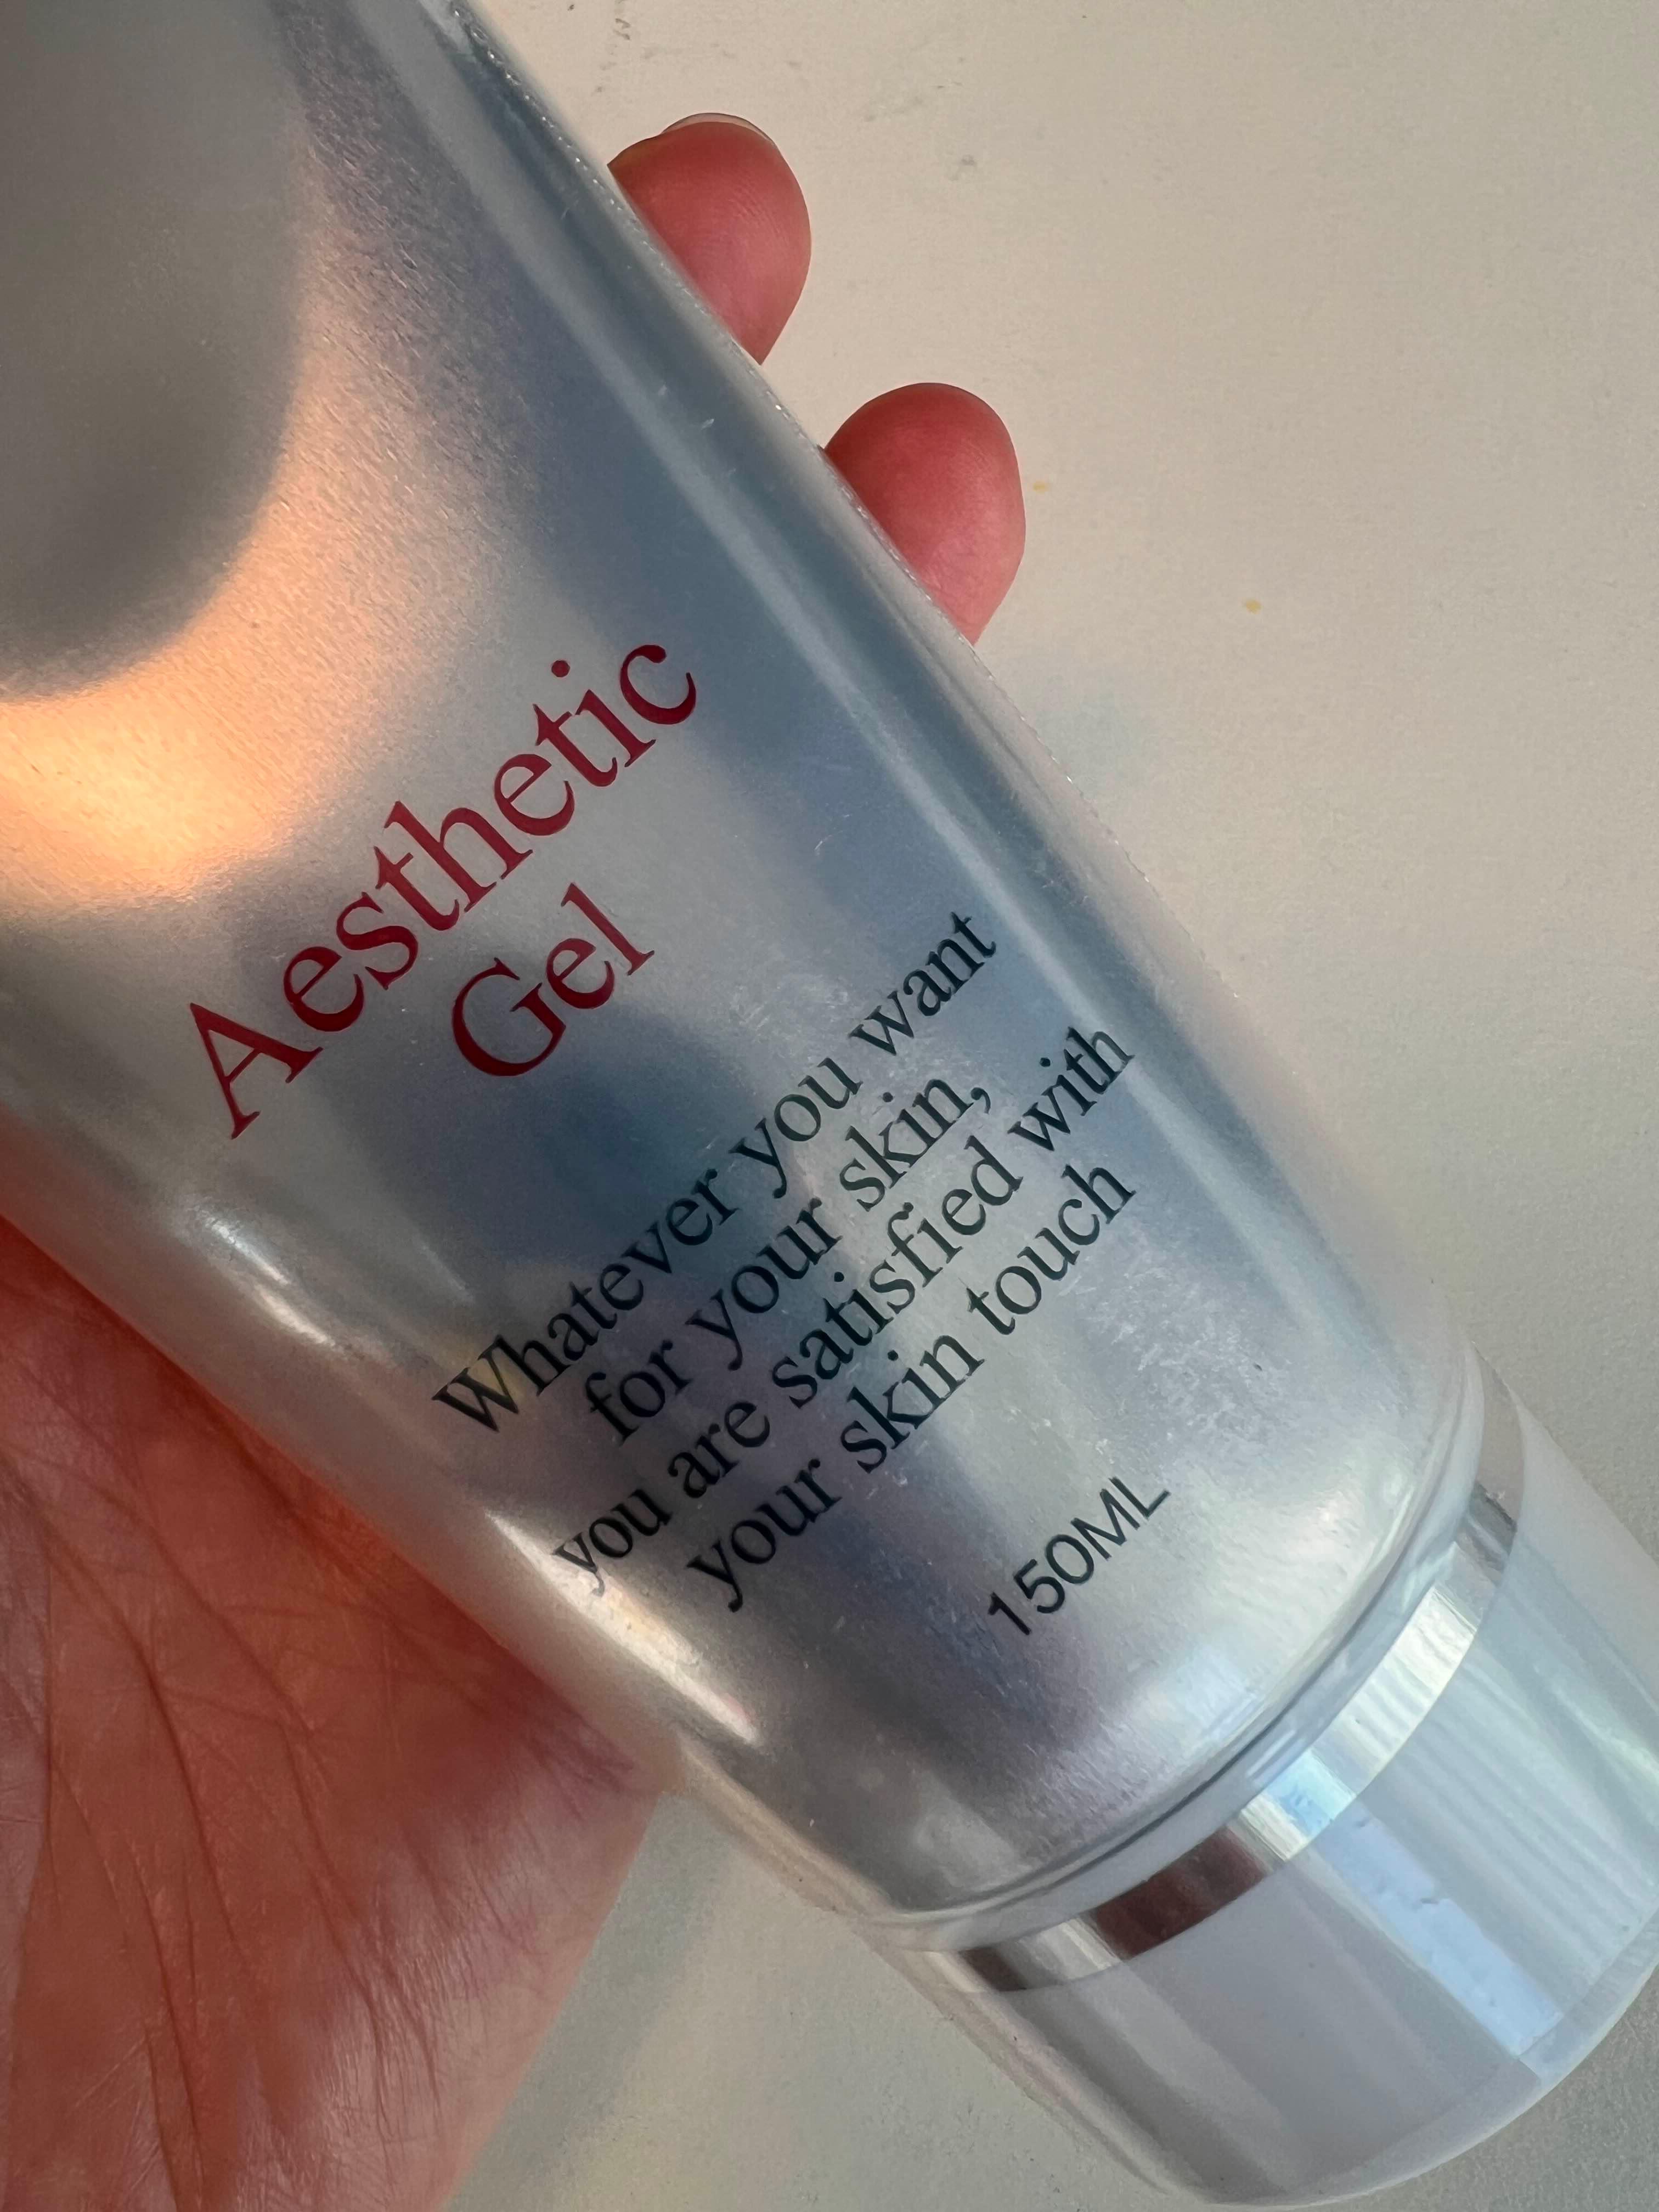 Aesthetic
Gel
Whatever you want
for your skin,
you are satisfied with
your skin touch
150ML